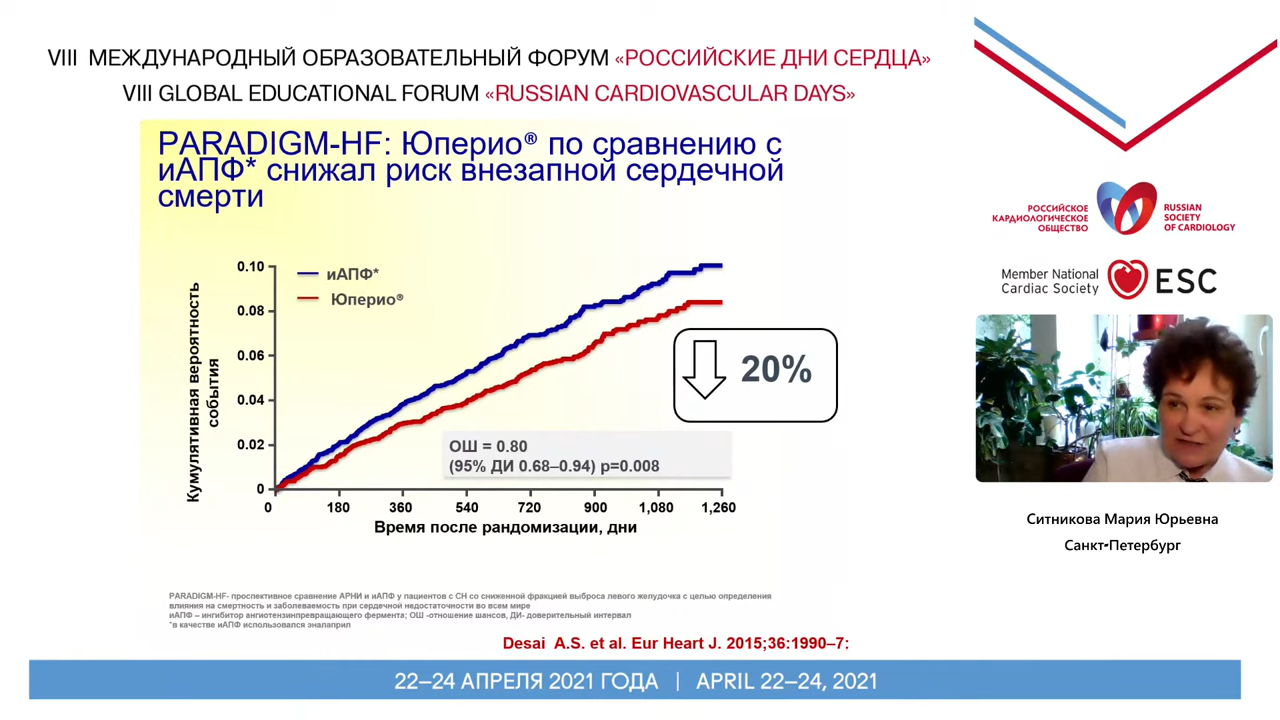 VIII МЕЖДУНАРОДНЫЙ ОБРАЗОВАТЕЛЬНЫЙ ФОРУМ «РОССИЙСКИЕ ДНИ СЕРДЦА»
VIII GLOBAL EDUCATIONAL FORUM «RUSSIAN CARDIOVASCULAR DAYS»
PARADIGM-HF: Юперио® по сравнению с
иАПФ* снижал риск внезапной сердечной
смерти
Кумулятивная вероятность
события
0.10
0.08
0.06
0.04
0.02
0
иАПФ*
Юперио®
20%
ОШ = 0.80
(95% ДИ 0.68–0.94) p=0.008
0 180 360 540 720 900 1,080 1,260
Время после рандомизации, дни
PARADIGM-HF- проспективное сравнение АРНИ и иАПФ у пациентов с СН со сниженной фракцией выброса левого желудочка с целью определения
влияния на смертность и заболеваемость при сердечной недостаточности во всем мире
иАПФ – ингибитор ангиотензинпревращающего фермента; ОШ -отношение шансов, ДИ- доверительный интервал
*в качестве иАПФ использовался эналаприл
Desai A.S. et al. Eur Heart J. 2015;36:1990–7:
РОССИЙСКОЕ
КАРДИОЛОГИЧЕСКОЕ
ОБЩЕСТВО
RUSSIAN
SOCIETY
OF CARDIOLOGY
Member National
Cardiac Society
ESC
Ситникова Мария Юрьевна
Санкт-Петербург
22–24 АПРЕЛЯ 2021 ГОДА | APRIL 22–24, 2021